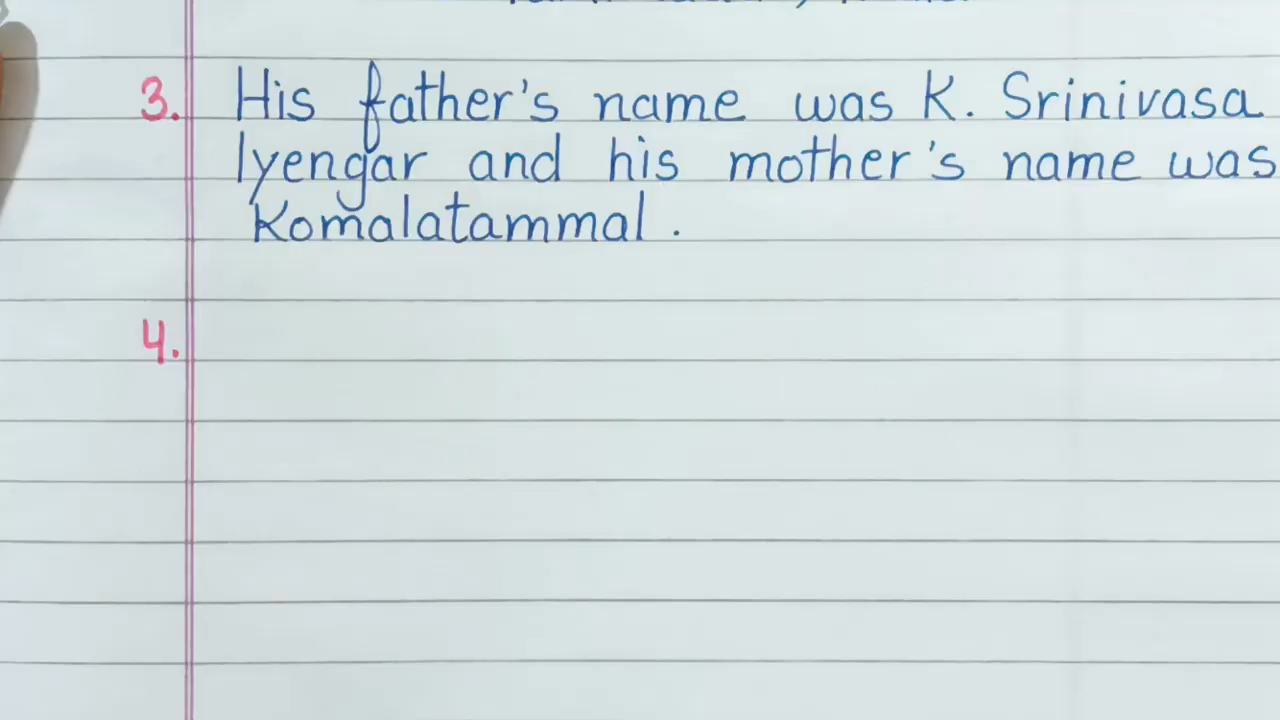 3. His father's name was K. Srinivasa
Iyengar and his mother's name was
Komalatammal.
4.